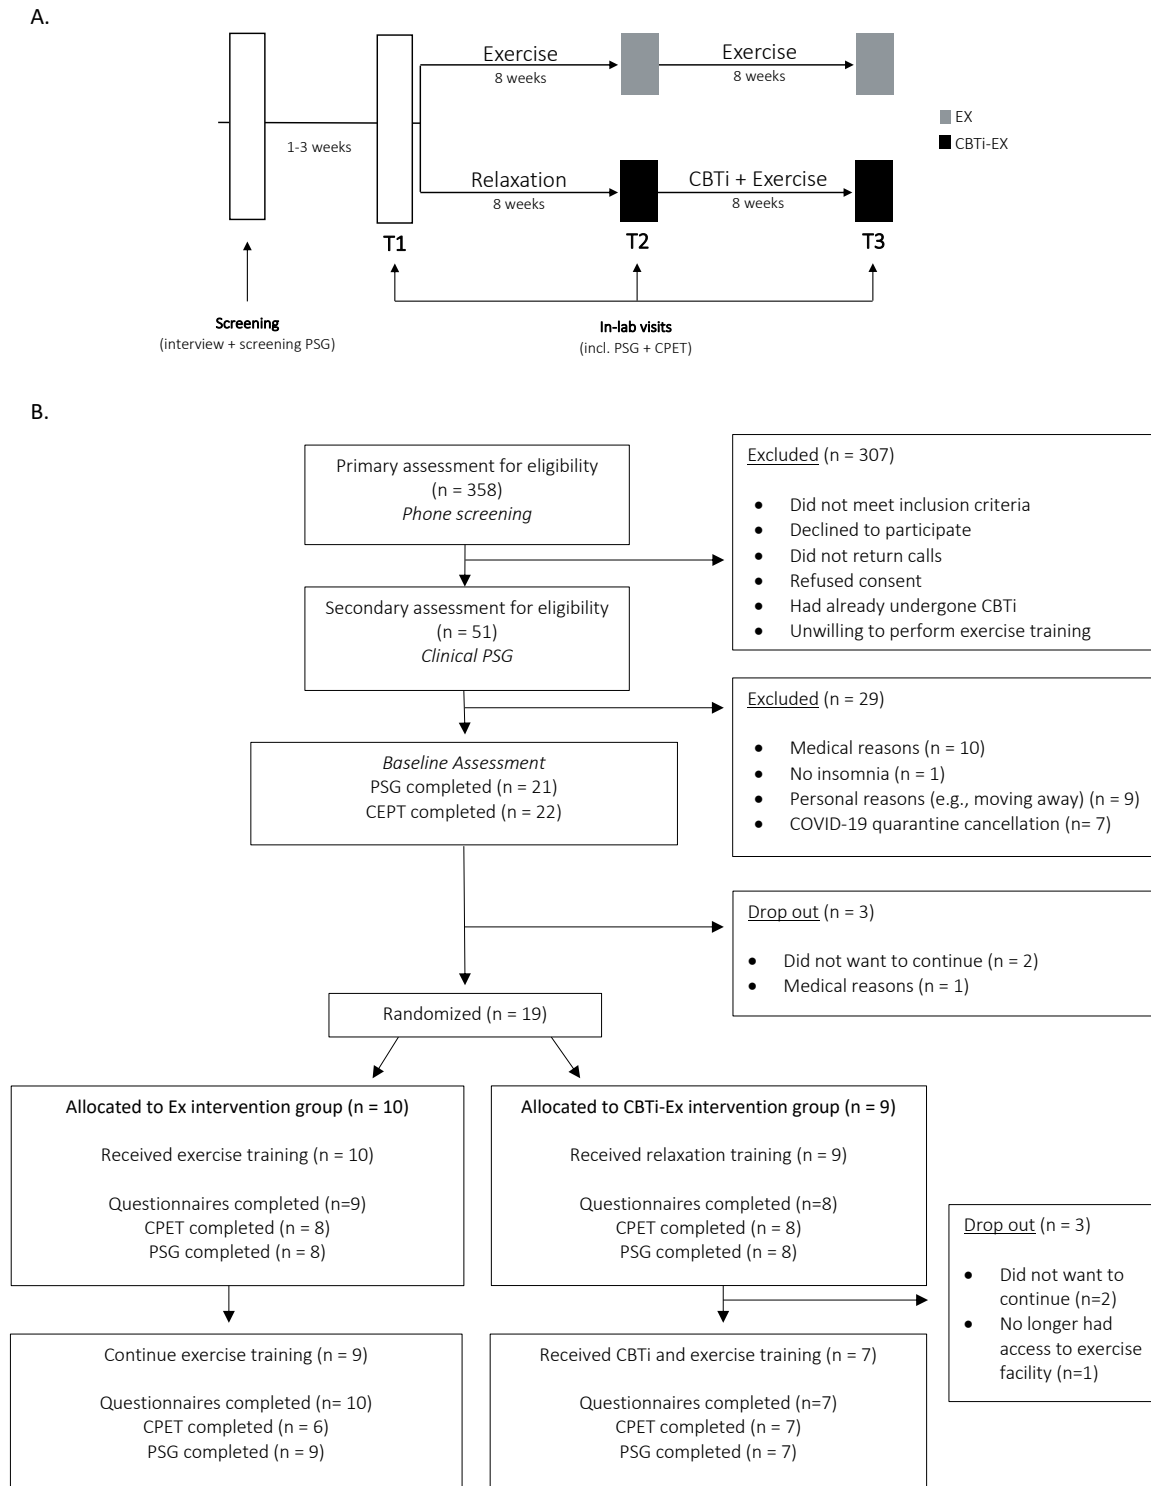 A.
Exercise
8 weeks
Exercise
8 weeks
EX
CBTi-EX
1-3 weeks
Relaxation
8 weeks
CBTi + Exercise
8 weeks
T1
T2
T3
Screening
(interview + screening PSG)
In-lab visits
(incl. PSG + CPET)
B.
Primary assessment for eligibility
(n = 358)
Phone screening
Excluded (n = 307)
• Did not meet inclusion criteria
• Declined to participate
• Did not return calls
• Refused consent
• Had already undergone CBTi
• Unwilling to perform exercise training
Secondary assessment for eligibility
(n = 51)
Clinical PSG
Excluded (n = 29)
• Medical reasons (n = 10)
• No insomnia (n = 1)
• Personal reasons (e.g., moving away) (n = 9)
• COVID-19 quarantine cancellation (n= 7)
Baseline Assessment
PSG completed (n = 21)
CEPT completed (n = 22)
Drop out (n = 3)
• Did not want to continue (n = 2)
• Medical reasons (n = 1)
Randomized (n = 19)
Allocated to Ex intervention group (n = 10)
Received exercise training (n = 10)
Questionnaires completed (n=9)
CPET completed (n = 8)
PSG completed (n = 8)
Allocated to CBTi-Ex intervention group (n = 9)
Received relaxation training (n = 9)
Questionnaires completed (n=8)
CPET completed (n = 8)
PSG completed (n = 8)
Drop out (n = 3)
• Did not want to
continue (n=2)
• No longer had
access to exercise
facility (n=1)
Continue exercise training (n = 9)
Questionnaires completed (n= 10)
CPET completed (n = 6)
PSG completed (n = 9)
Received CBTi and exercise training (n = 7)
Questionnaires completed (n=7)
CPET completed (n = 7)
PSG completed (n = 7)